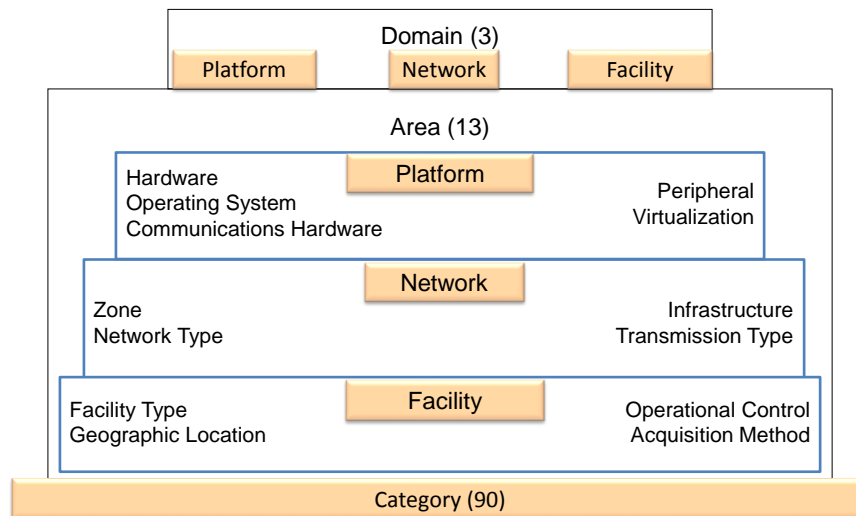 Domain (3)
Platform
Network
Facility
Area (13)
Platform
Hardware
Operating System
Communications Hardware
Peripheral
Virtualization
Network
Zone
Network Type
Infrastructure
Transmission Type
Facility
Facility Type
Geographic Location
Operational Control
Acquisition Method
Category (90)